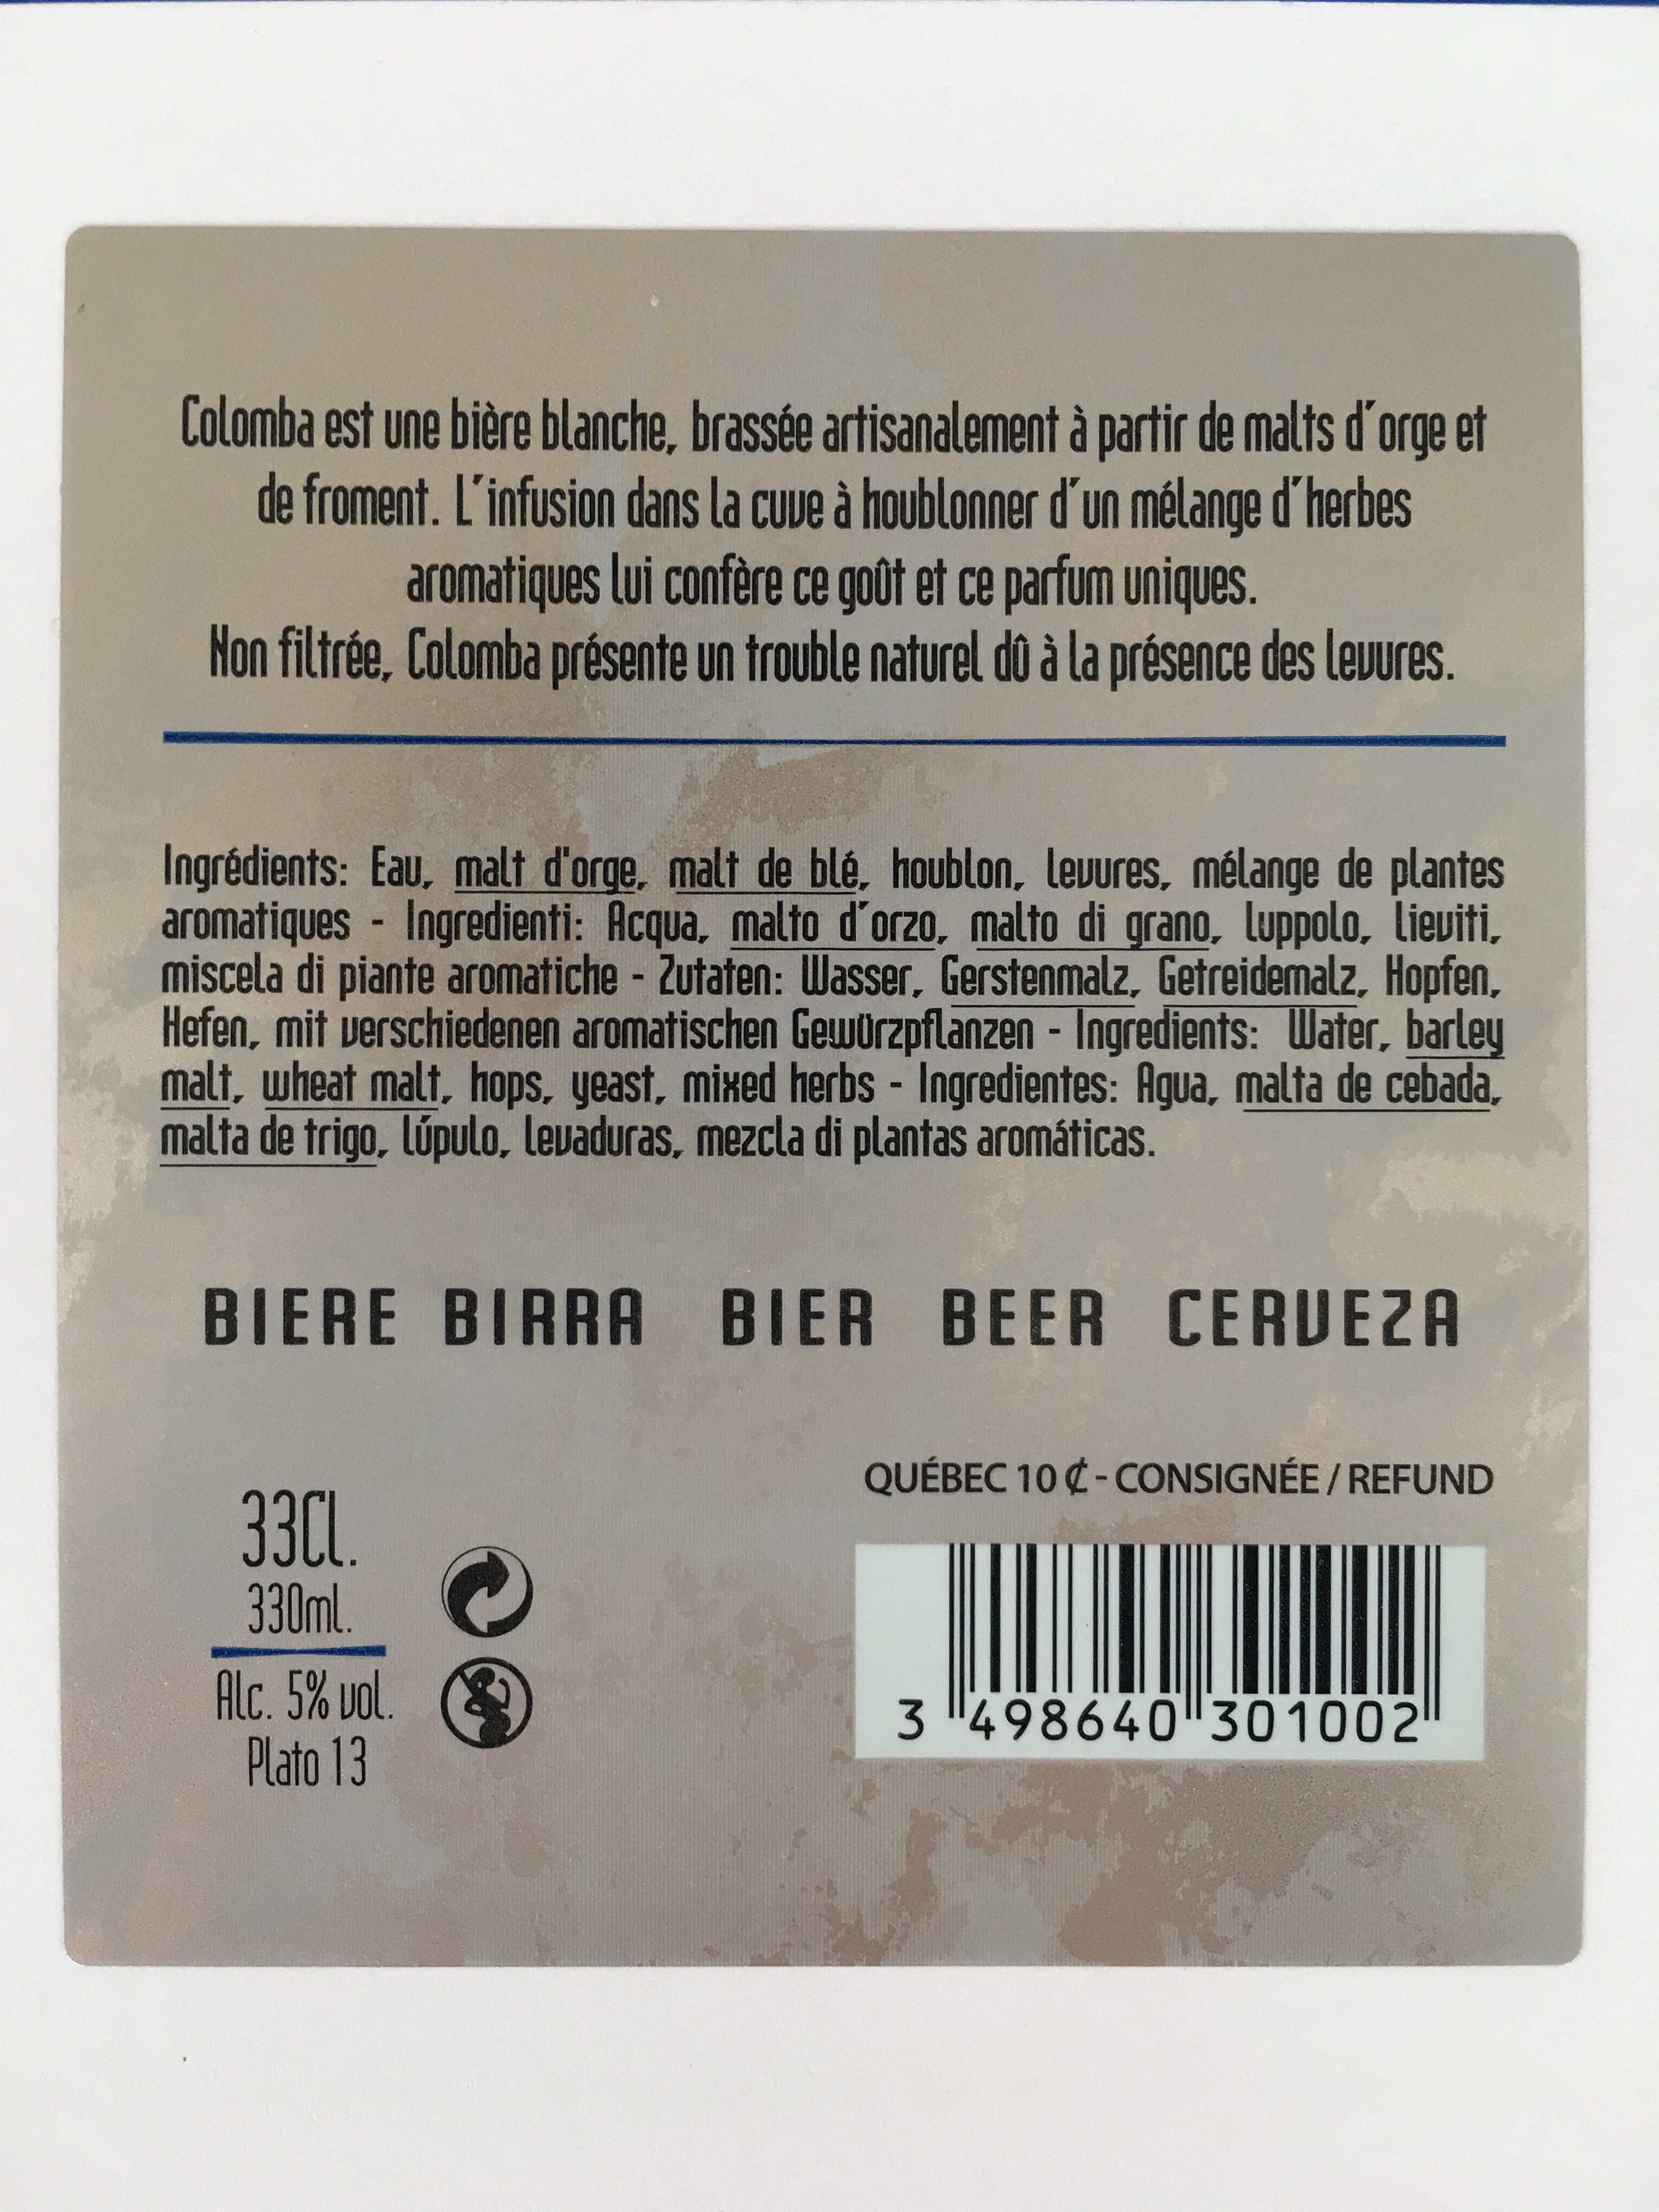 Colomba est une bière blanche, brassée artisanalement à partir de malts d´orge et
de froment. L´infusion dans la cuve à houblonner d´un mélange d´herbes
aromatiques lui confère ce goût et ce parfum uniques.
Non filtrée, Colomba présente un trouble naturel dû à la présence des levures.
Ingrédients: Eau, malt d'orge, malt de blé, houblon, levures, mélange de plantes
aromatiques - Ingredienti: Acqua, malto d´orzo, malto di grano, luppolo, lieviti,
miscela di piante aromatiche - Zutaten: Wasser, Gerstenmalz, Getreidemalz, Hopfen,
Hefen, mit verschiedenen aromatischen Gewürzpflanzen - Ingredients: Water, barley
malt, wheat malt, hops, yeast, mixed herbs - Ingredientes: Agua, malta de cebada,
malta de trigo, lúpulo, levaduras, mezcla di plantas aromáticas.
BIERE BIRRA BIER BEER CERVEZA
33Cl.
330ml.
Alc. 5% vol.
Plato 13
QUÉBEC 10 ¢ - CONSIGNÉE / REFUND
3 498640 301002